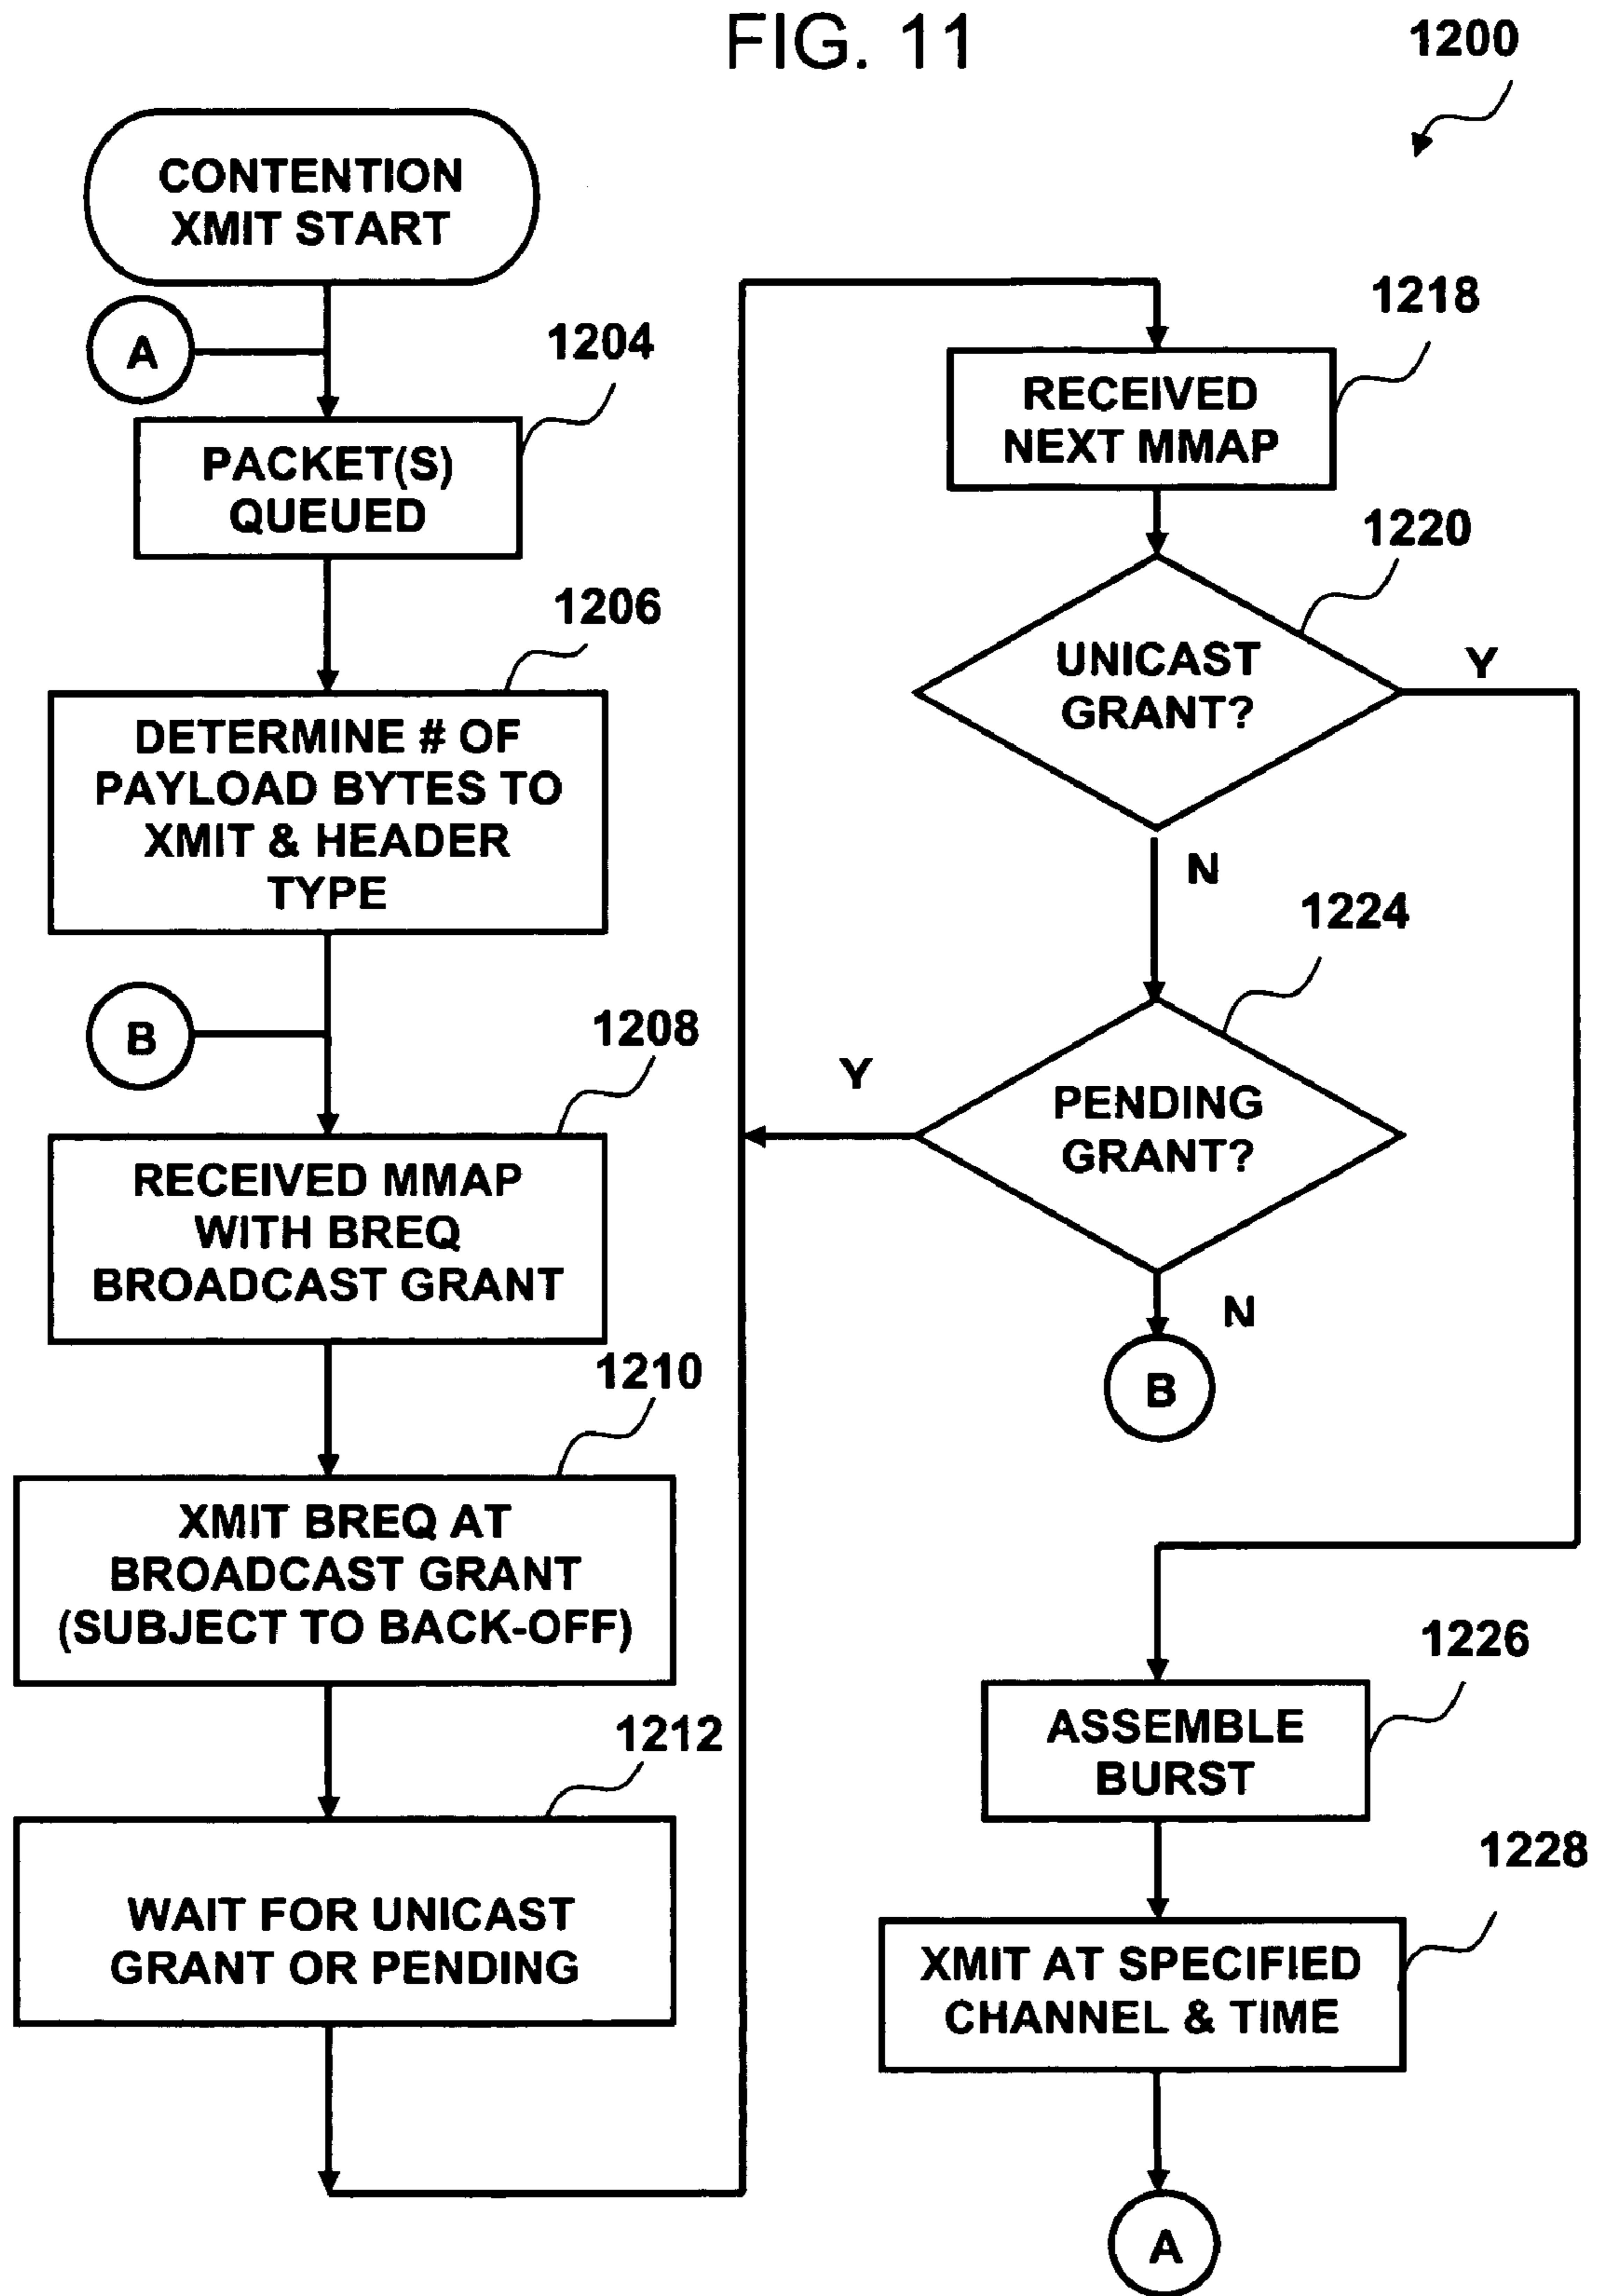 FIG. 11
1200
CONTENTION
XMIT START
A
1204
PACKET(S)
QUEUED
1206
DETERMINE # OF
PAYLOAD BYTES TO
XMIT & HEADER
TYPE
B
1208
RECEIVED MMAP
WITH BREQ
BROADCAST GRANT
1210
XMIT BREQ AT
BROADCAST GRANT
(SUBJECT TO BACK-OFF)
1212
WAIT FOR UNICAST
GRANT OR PENDING
1218
RECEIVED
NEXT MMAP
1220
UNICAST
GRANT?
Y
N
1224
PENDING
GRANT?
Y
N
B
1226
ASSEMBLE
BURST
1228
XMIT AT SPECIFIED
CHANNEL & TIME
A